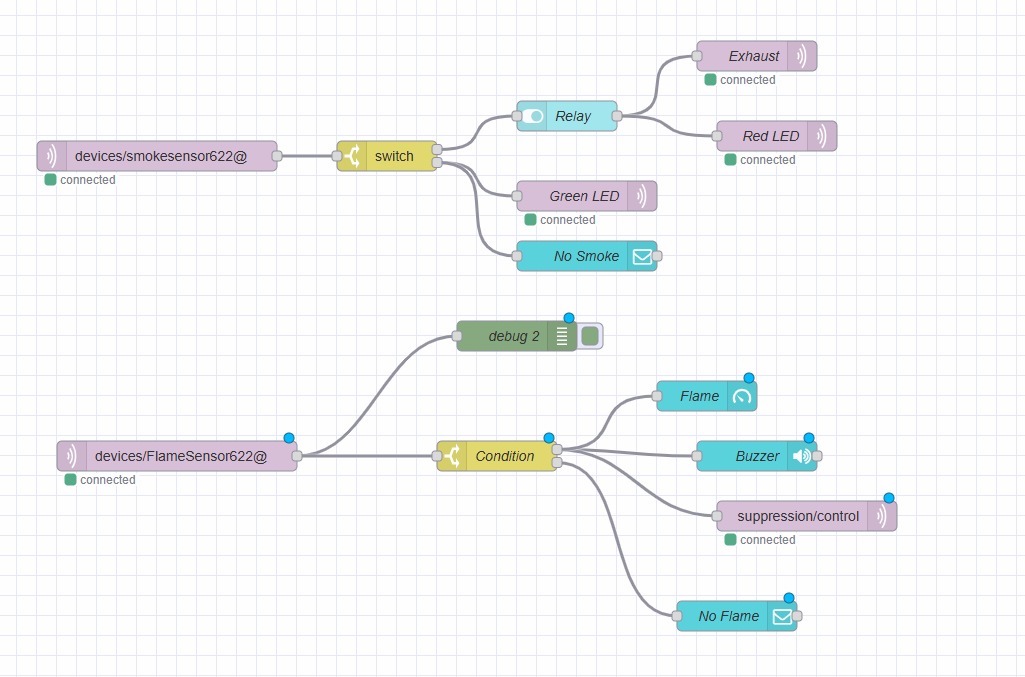 Exhaust
connected
Relay
Red LED
connected
devices/smokesensor622@
connected
switch
Green LED
connected
No Smoke
debug 2
Flame
devices/FlameSensor622@
connected
Condition
Buzzer
suppression/control
connected
No Flame